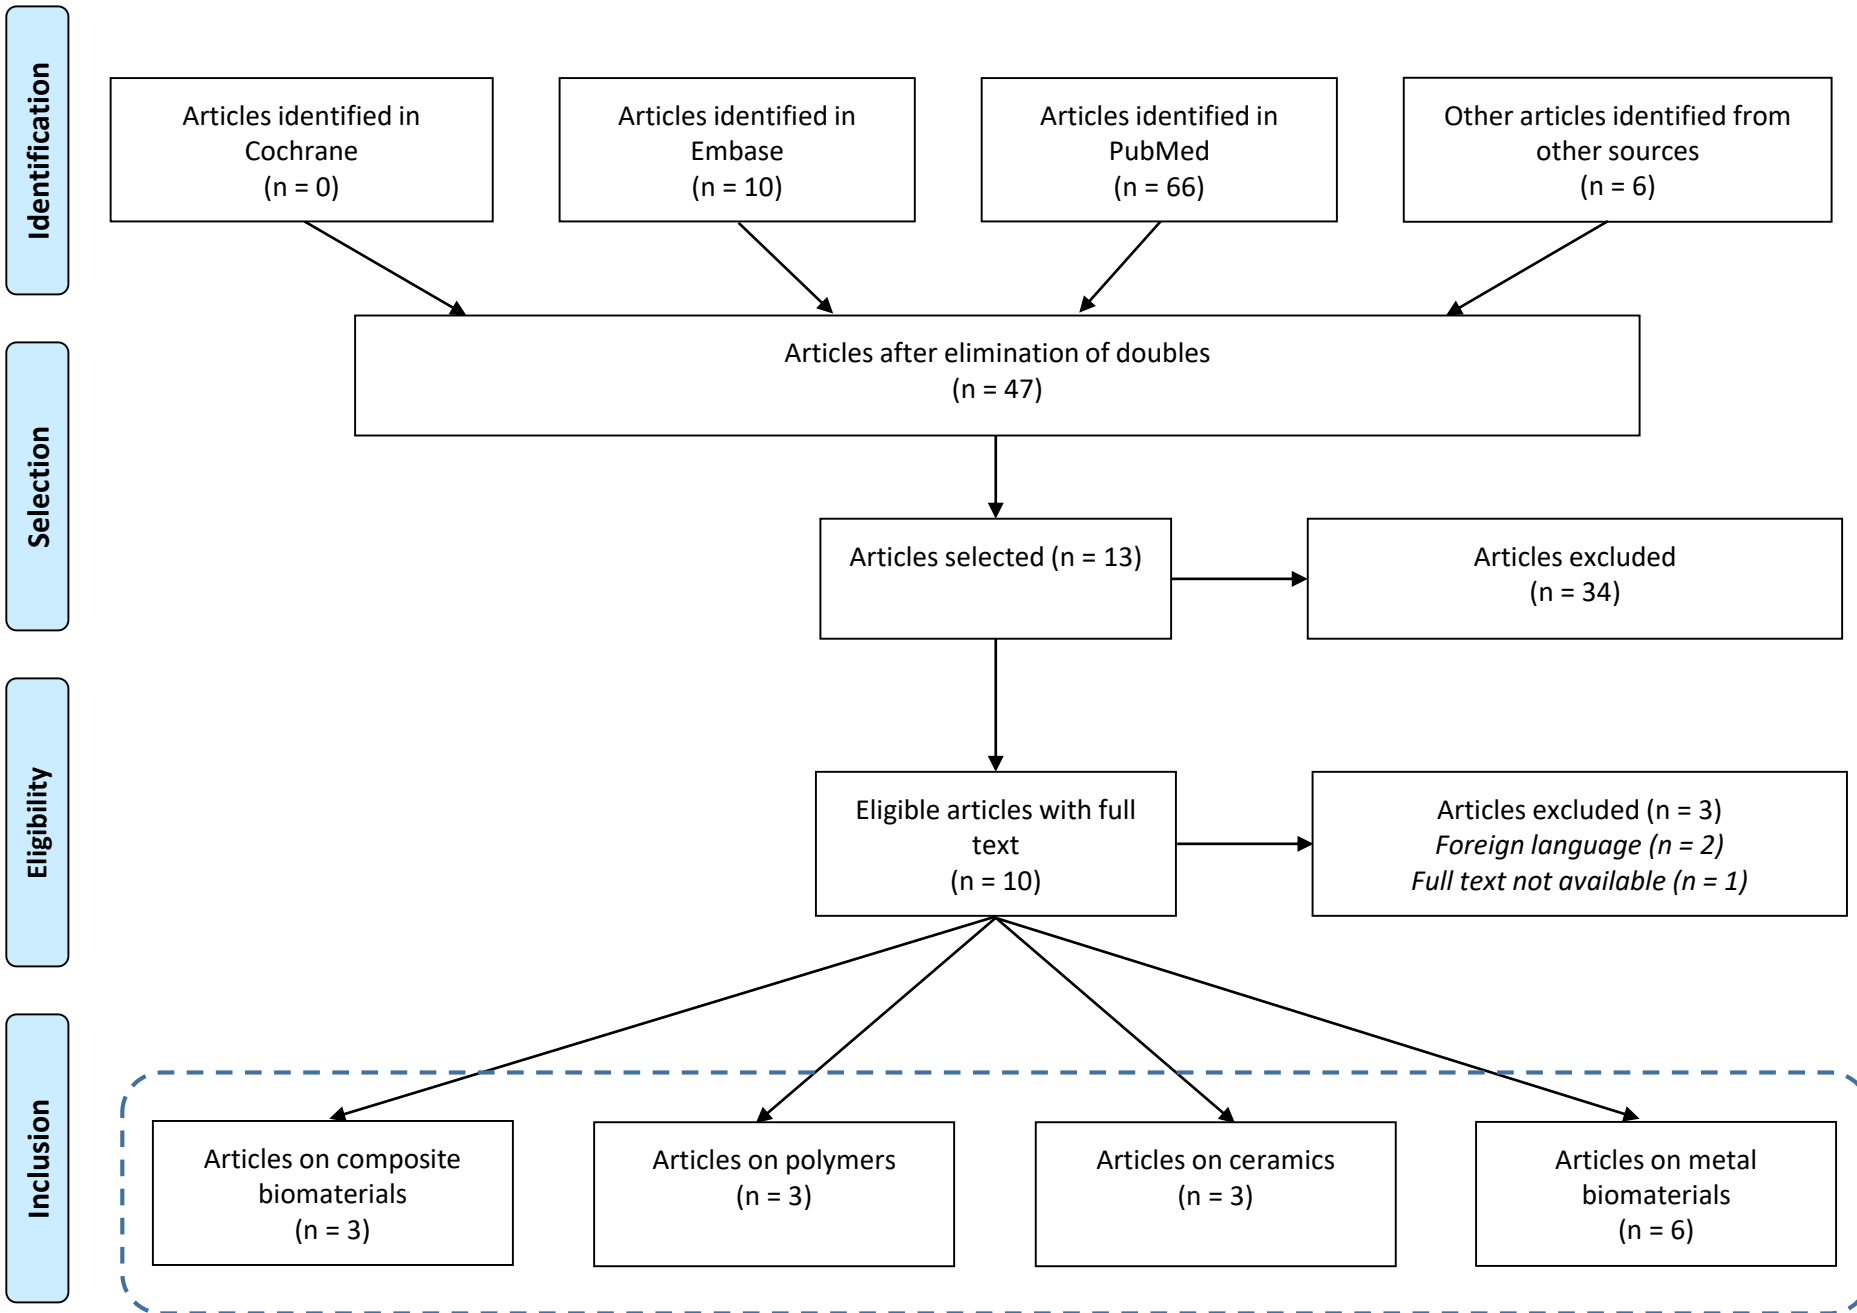 Identification
Articles identified in
Cochrane
(n = 0)
Articles identified in
Embase
(n = 10)
Articles identified in
PubMed
(n = 66)
Other articles identified from
other sources
(n = 6)
Selection
Articles after elimination of doubles
(n = 47)
Articles selected (n = 13)
Articles excluded
(n = 34)
Eligibility
Eligible articles with full
text
(n = 10)
Articles excluded (n = 3)
Foreign language (n = 2)
Full text not available (n = 1)
Inclusion
Articles on composite
biomaterials
(n = 3)
Articles on polymers
(n = 3)
Articles on ceramics
(n = 3)
Articles on metal
biomaterials
(n = 6)